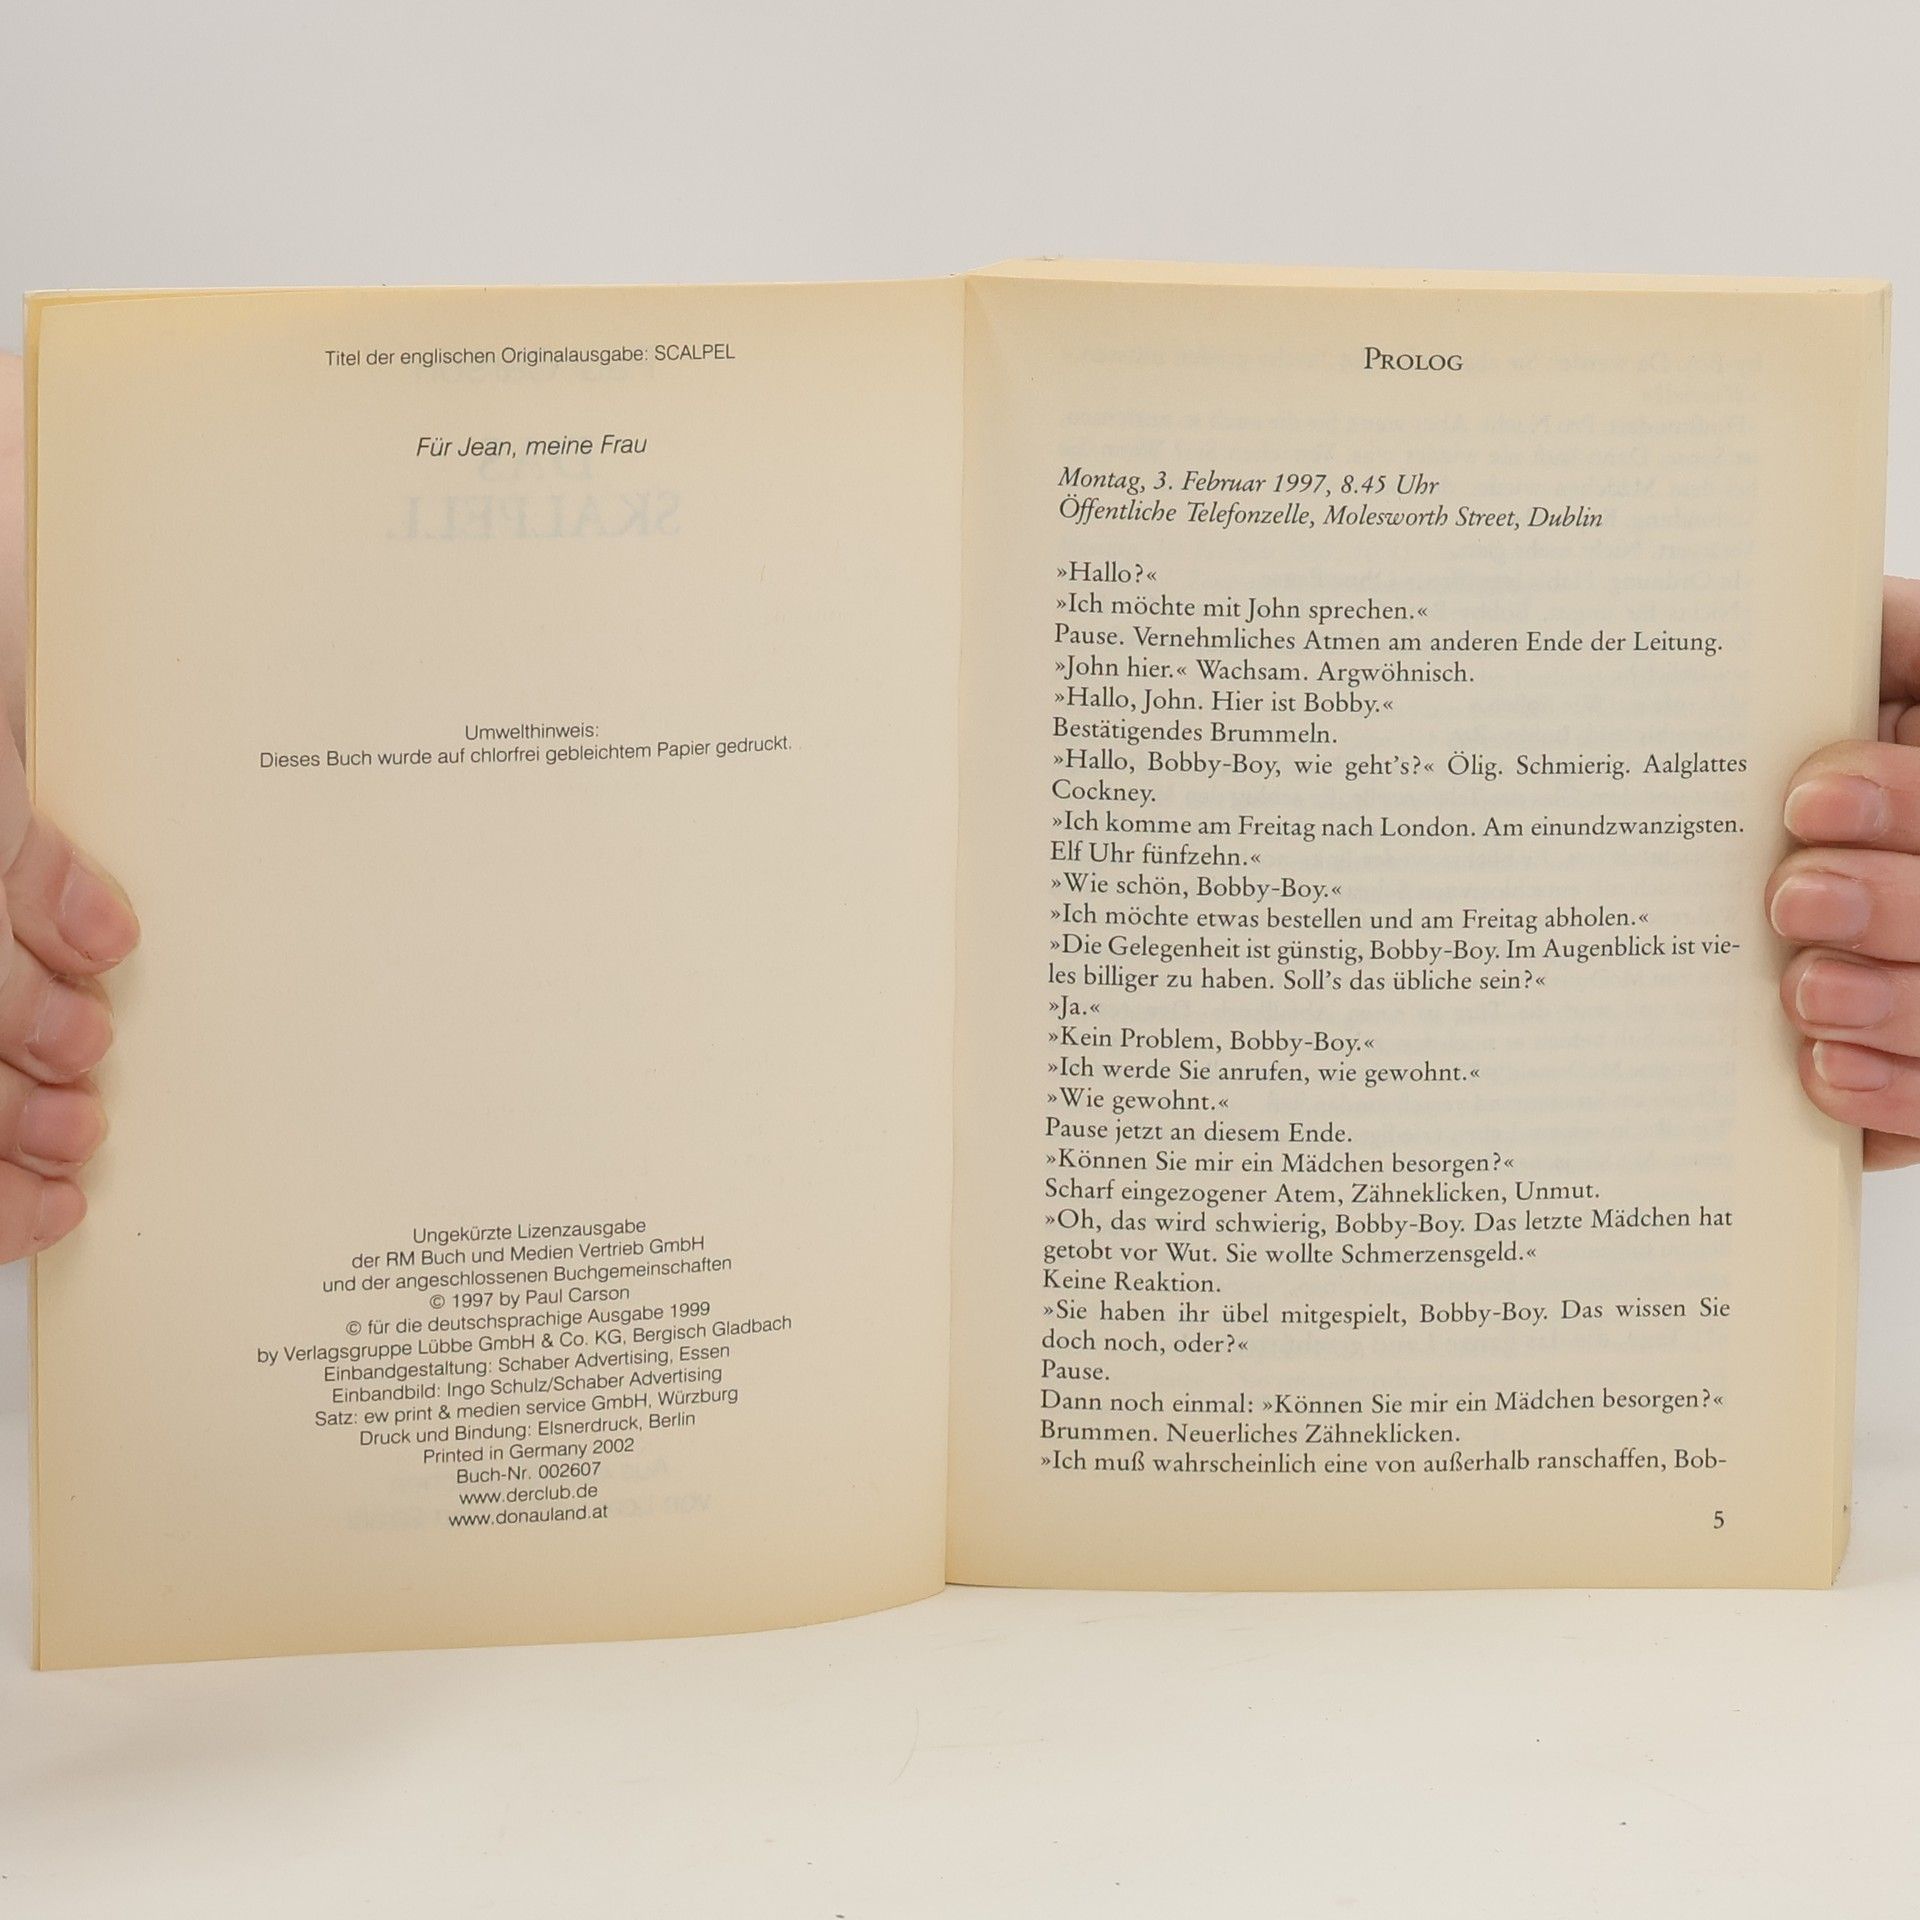 Titel der englischen Originalausgabe: SCALPEL
Für Jean, meine Frau
Umwelthinweis:
Dieses Buch wurde auf chlorfrei gebleichtem Papier gedruckt.
Ungekürzte Lizenzausgabe
der RM Buch und Medien Vertrieb GmbH
und der angeschlossenen Buchgemeinschaften
© 1997 by Paul Carson
© für die deutschsprachige Ausgabe 1999
by Verlagsgruppe Lübbe GmbH & Co. KG, Bergisch Gladbach
Einbandgestaltung: Schaber Advertising, Essen
Einbandbild: Ingo Schulz/Schaber Advertising
Satz: ew print & medien service GmbH, Würzburg
Druck und Bindung: Elsnerdruck, Berlin
Printed in Germany 2002
Buch-Nr. 002607
www.derclub.de
www.donauland.at
PROLOG
Montag, 3. Februar 1997, 8.45 Uhr
Öffentliche Telefonzelle, Molesworth Street, Dublin
»Hallo?«
»Ich möchte mit John sprechen.«
Pause. Vernehmliches Atmen am anderen Ende der Leitung.
»John hier.« Wachsam. Argwöhnisch.
»Hallo, John. Hier ist Bobby.«
Bestätigendes Brummeln.
»Hallo, Bobby-Boy, wie geht's?« Ölig. Schmierig. Aalglattes
Cockney.
»Ich komme am Freitag nach London. Am einundzwanzigsten.
Elf Uhr fünfzehn.«
»Wie schön, Bobby-Boy.«
»Ich möchte etwas bestellen und am Freitag abholen.«
»Die Gelegenheit ist günstig, Bobby-Boy. Im Augenblick ist vie-
les billiger zu haben. Soll's das übliche sein?«
»Ja.«
»Kein Problem, Bobby-Boy.«
»Ich werde Sie anrufen, wie gewohnt.«
»Wie gewohnt.«
Pause jetzt an diesem Ende.
»Können Sie mir ein Mädchen besorgen?«
Scharf eingezogener Atem, Zähneklicken, Unmut.
»Oh, das wird schwierig, Bobby-Boy. Das letzte Mädchen hat
getobt vor Wut. Sie wollte Schmerzensgeld.«
Keine Reaktion.
»Sie haben ihr übel mitgespielt, Bobby-Boy. Das wissen Sie
doch noch, oder?«
Pause.
Dann noch einmal: »Können Sie mir ein Mädchen besorgen?«
Brummen. Neuerliches Zähneklicken.
»Ich muß wahrscheinlich eine von außerhalb ranschaffen, Bob-
5